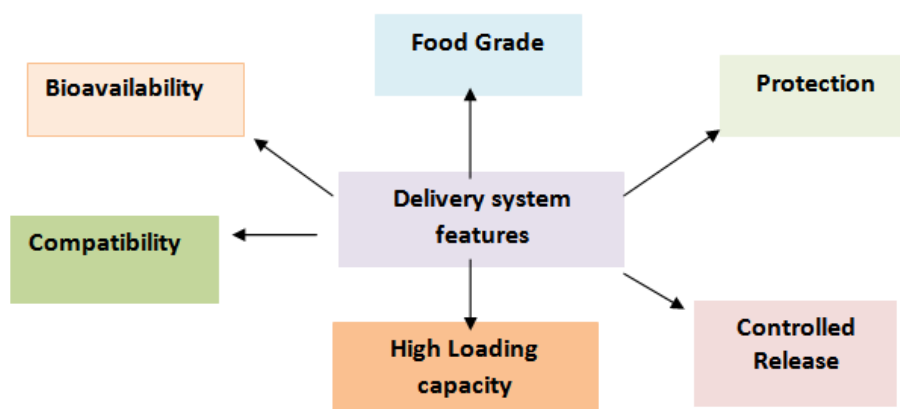 Food Grade
Bioavailability
Protection
Delivery system
features
Compatibility
High Loading
capacity
Controlled
Release